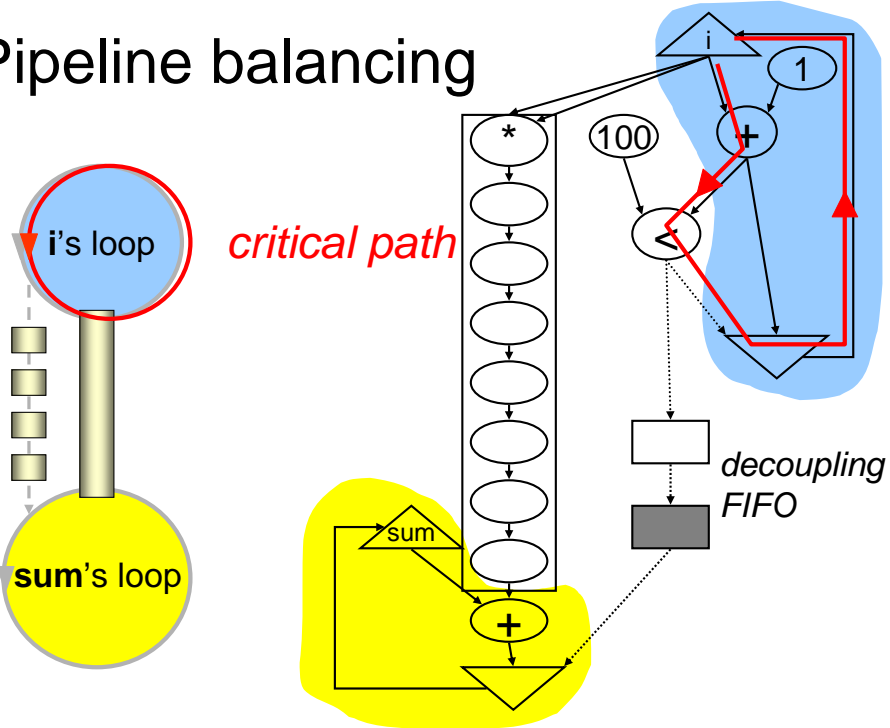 Pipeline balancing
i
1
*
100
+
<
i's loop
critical path
decoupling
FIFO
sum
sum's loop
+